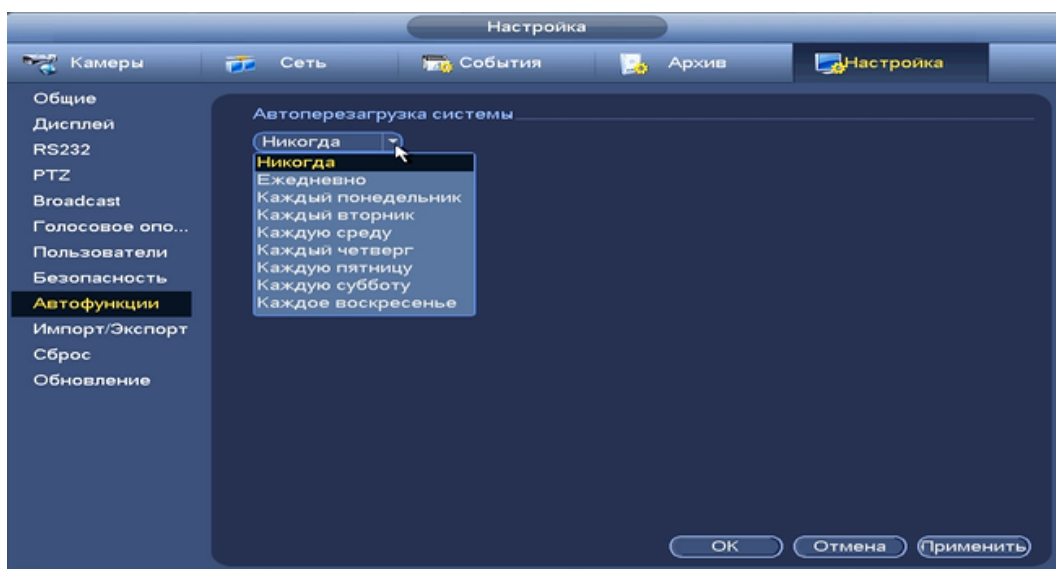 Настройка
Камеры
Сеть
События
Архив
Настройка
Общие
Дисплей
RS232
PTZ
Broadcast
Голосовое опо...
Пользователи
Безопасность
Автофункции
Импорт/Экспорт
Сброс
Обновление
Автоперезагрузка системы
Никогда
Никогда
Ежедневно
Каждый понедельник
Каждый вторник
Каждую среду
Каждый четверг
Каждую пятницу
Каждую субботу
Каждое воскресенье
ОК
Отмена
Применить